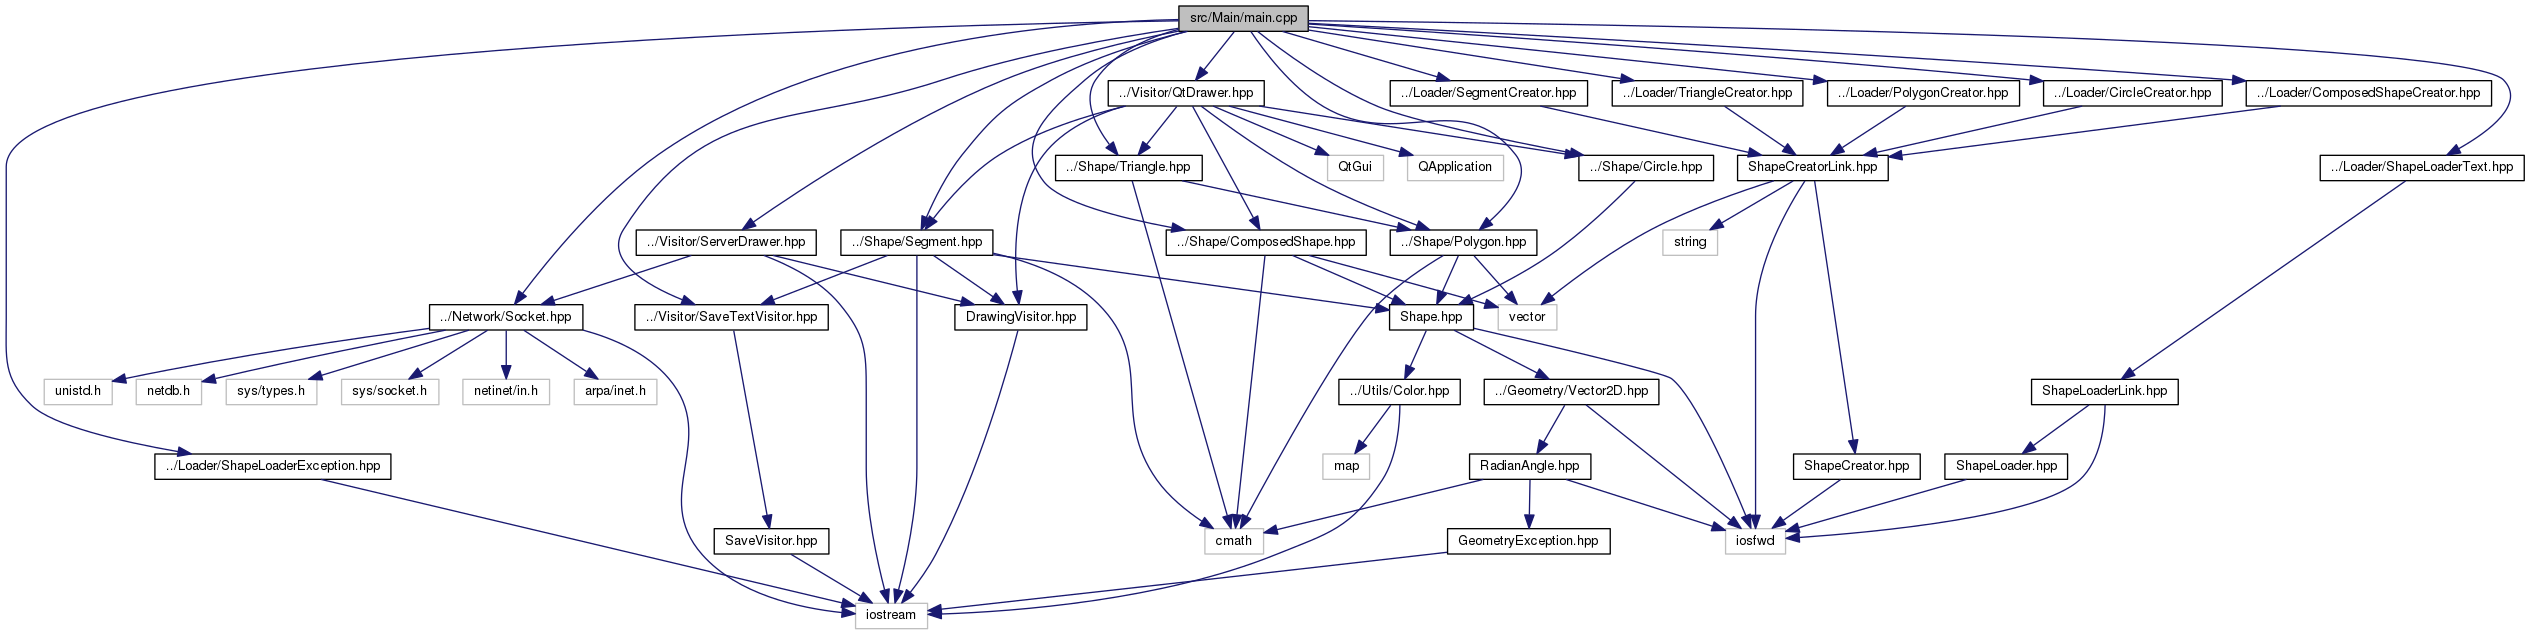 src/Main/main.cpp
../Visitor/QtDrawer.hpp
../Loader/SegmentCreator.hpp
../Loader/TriangleCreator.hpp
../Loader/PolygonCreator.hpp
../Loader/CircleCreator.hpp
../Loader/ComposedShapeCreator.hpp
../Shape/Triangle.hpp
QtGui
QApplication
../Shape/Circle.hpp
ShapeCreatorLink.hpp
../Loader/ShapeLoaderText.hpp
../Visitor/ServerDrawer.hpp
../Shape/Segment.hpp
../Shape/ComposedShape.hpp
../Shape/Polygon.hpp
string
../Network/Socket.hpp
../Visitor/SaveTextVisitor.hpp
DrawingVisitor.hpp
Shape.hpp
vector
unistd.h
netdb.h
sys/types.h
sys/socket.h
netinet/in.h
arpa/inet.h
../Utils/Color.hpp
../Geometry/Vector2D.hpp
ShapeLoaderLink.hpp
../Loader/ShapeLoaderException.hpp
map
RadianAngle.hpp
ShapeCreator.hpp
ShapeLoader.hpp
SaveVisitor.hpp
cmath
GeometryException.hpp
iosfwd
iostream